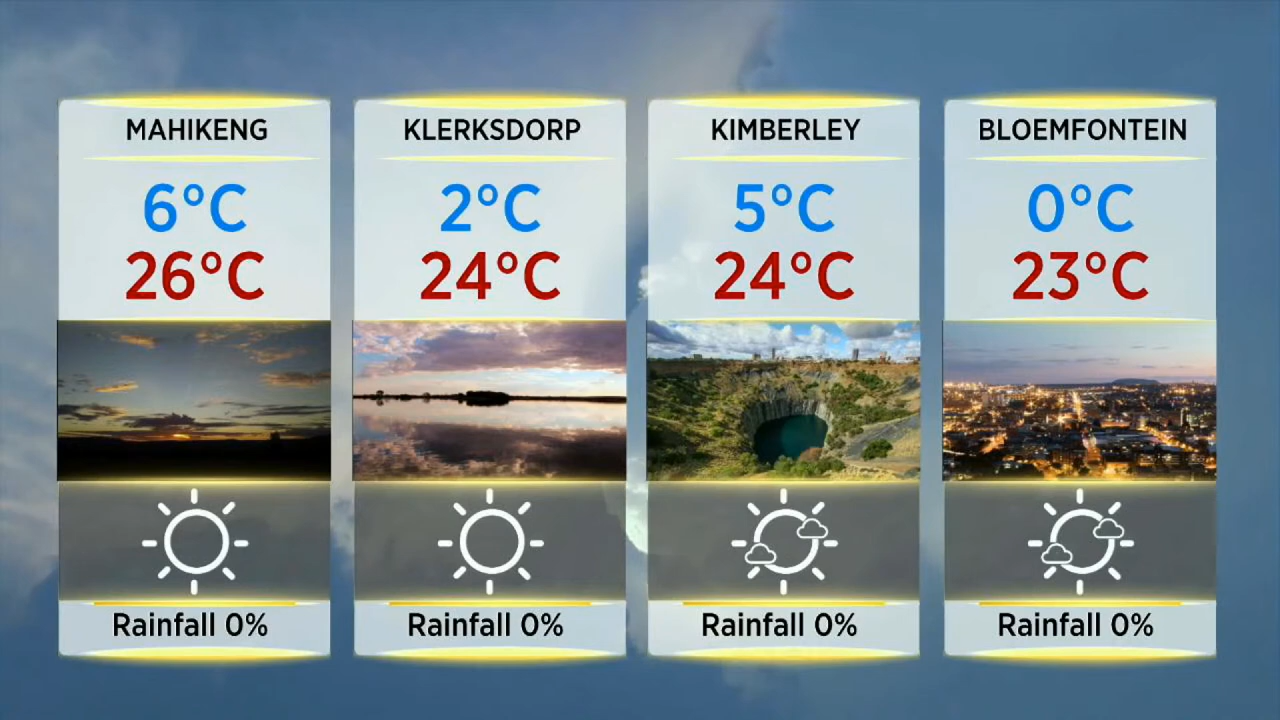 MAHIKENG
6°C
26°C
Rainfall 0%
KLERKSDORP
2°C
24°C
Rainfall 0%
KIMBERLEY
5°C
24°C
Rainfall 0%
BLOEMFONTEIN
0°C
23°C
Rainfall 0%